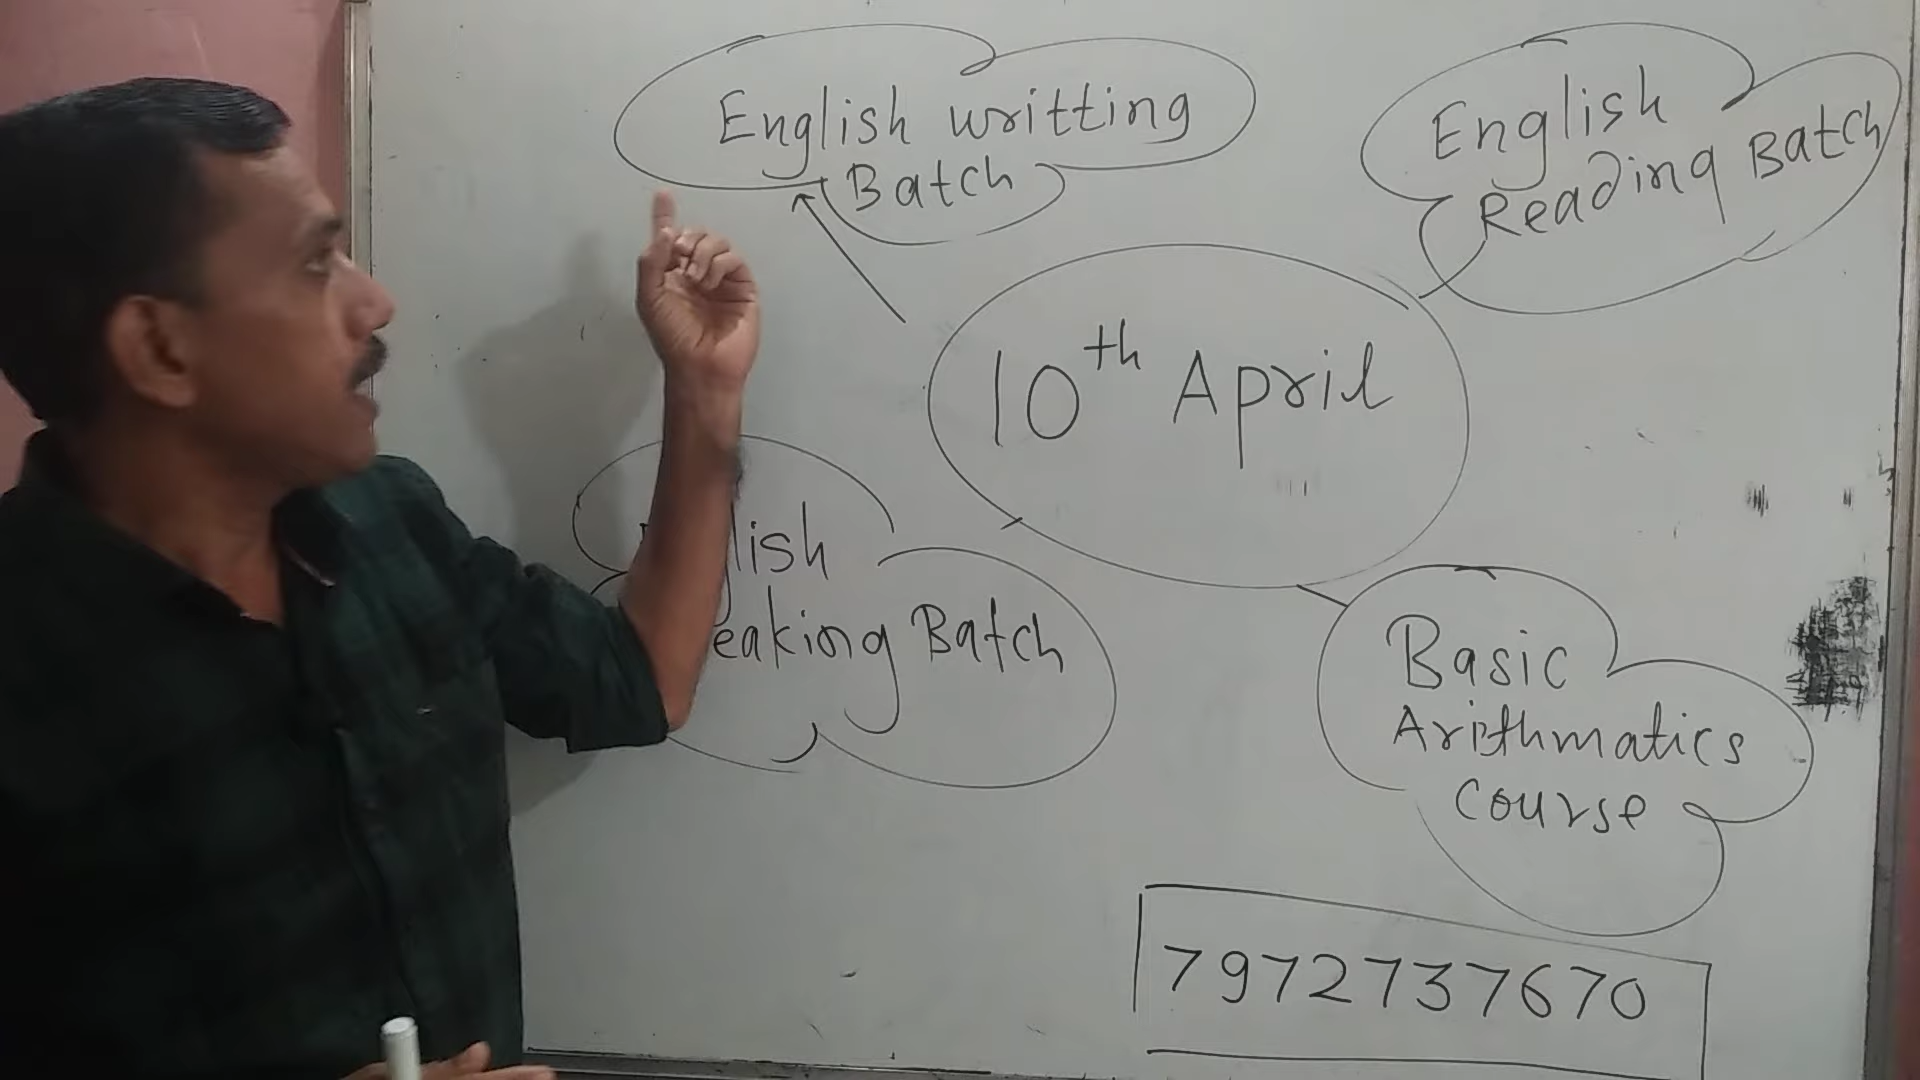 English writting
Batch
English
Reading Batch
10th April
lish
eaking Batch
Basic
Arithmatics
Course
7972737670